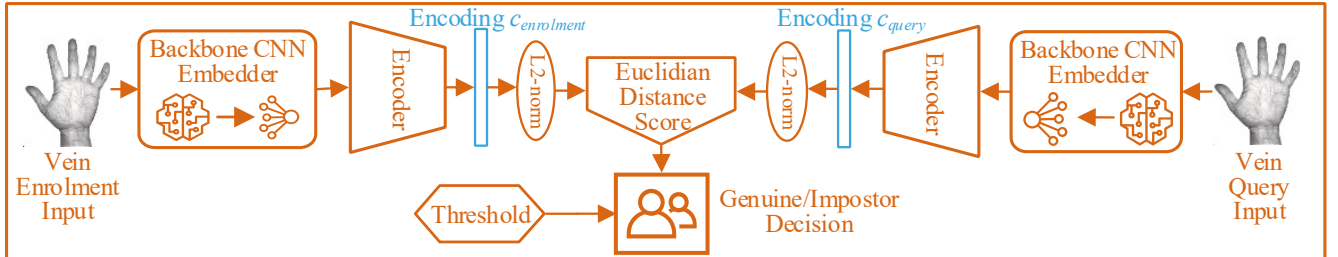 Encoding c_enrolment
Encoding c_query
Backbone CNN
Embedder
Encoder
L2-norm
Euclidian
Distance
Score
L2-norm
Encoder
Backbone CNN
Embedder
Vein
Enrolment
Input
Threshold
Genuine/Impostor
Decision
Vein
Query
Input